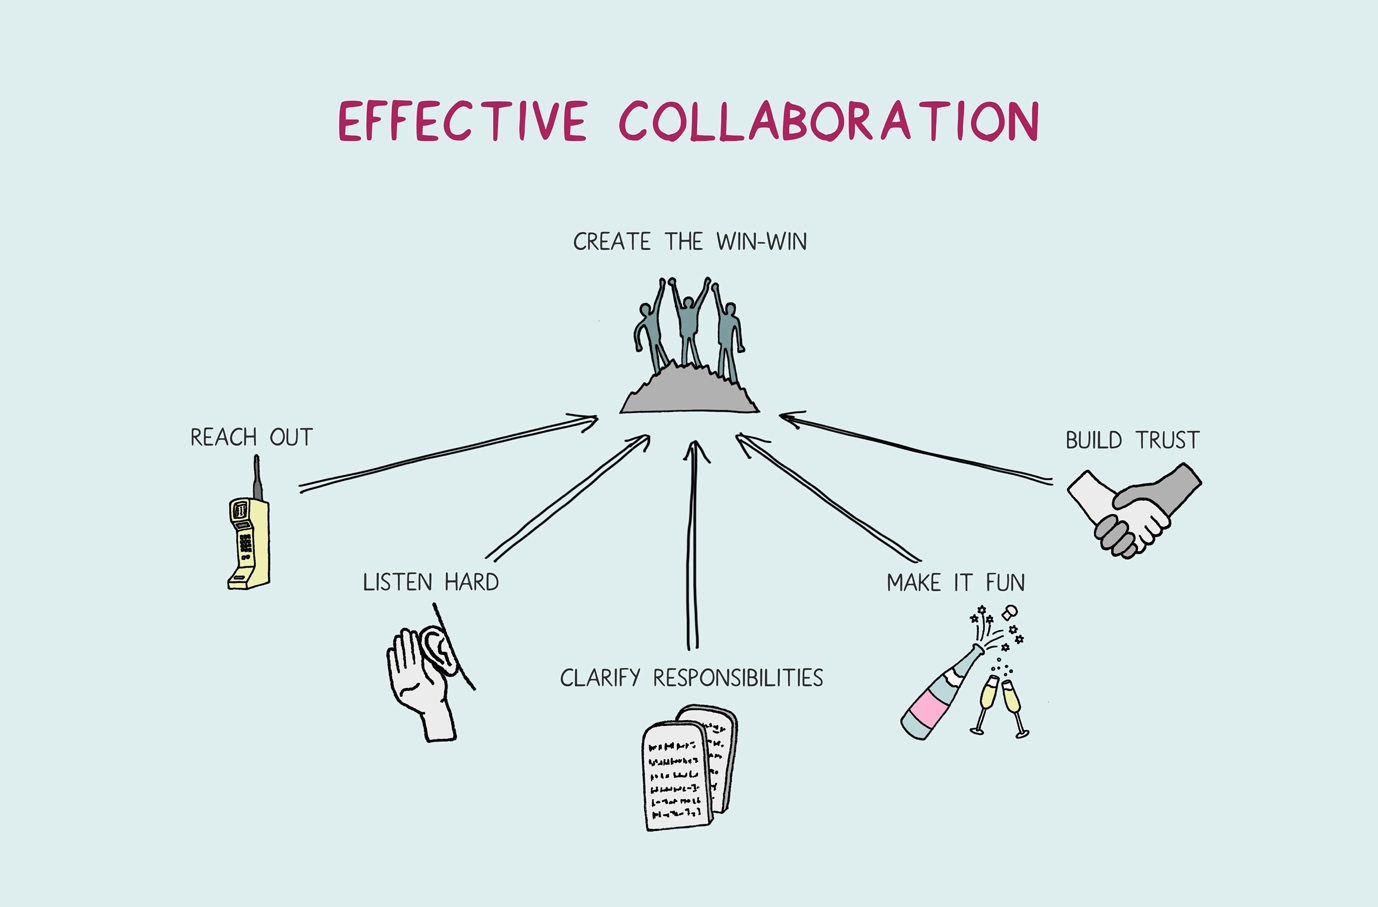 EFFECTIVE COLLABORATION
CREATE THE WIN-WIN
REACH OUT
BUILD TRUST
LISTEN HARD
MAKE IT FUN
CLARIFY RESPONSIBILITIES